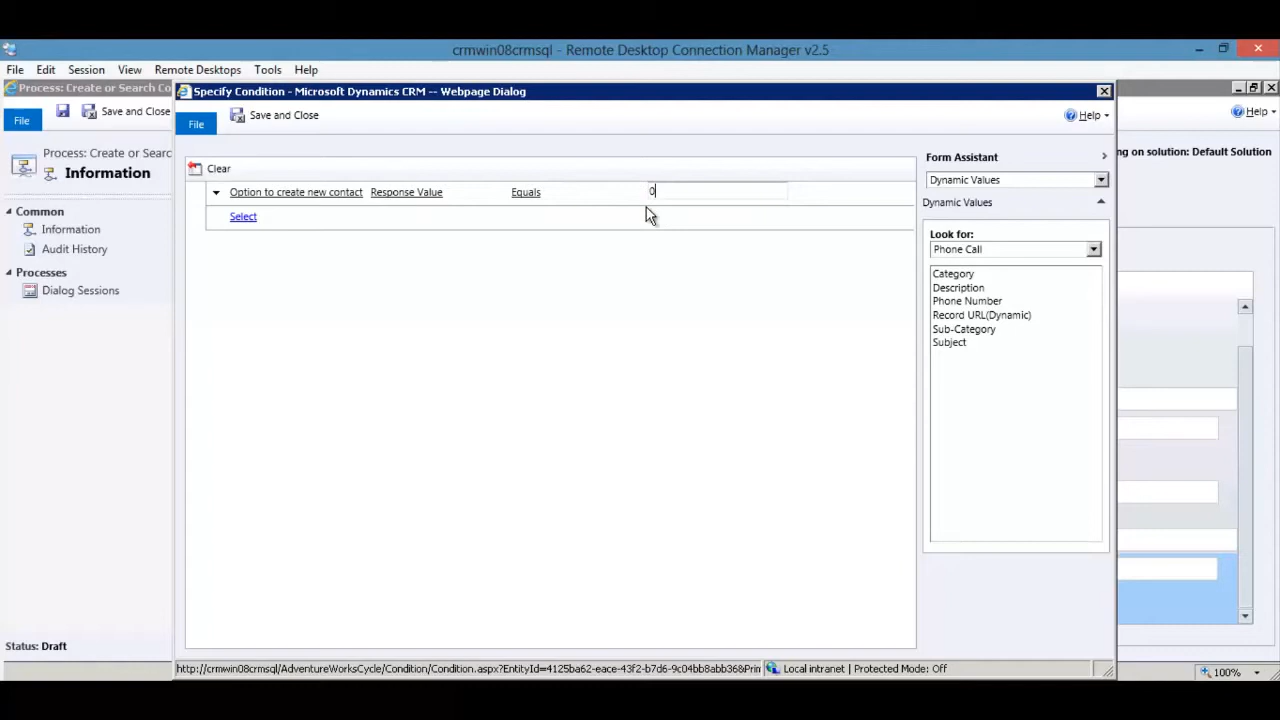 crmwin08crmsql - Remote Desktop Connection Manager v2.5
File Edit Session View Remote Desktops Tools Help
Process: Create or Search Co
Specify Condition - Microsoft Dynamics CRM -- Webpage Dialog
File
Save and Close
File
Save and Close
Help
Help
Process: Create or Searc
Information
ng on solution: Default Solution
Clear
Form Assistant
Dynamic Values
Option to create new contact Response Value Equals 0
Dynamic Values
Select
Common
Information
Audit History
Processes
Dialog Sessions
Look for:
Phone Call
Category
Description
Phone Number
Record URL(Dynamic)
Sub-Category
Subject
Status: Draft
http://crmwin08crmsql/AdventureWorksCycle/Condition/Condition.aspx?EntityId=4125ba62-eace-43f2-b7d6-9c04bb8abb36&Prin
Local intranet | Protected Mode: Off
100%